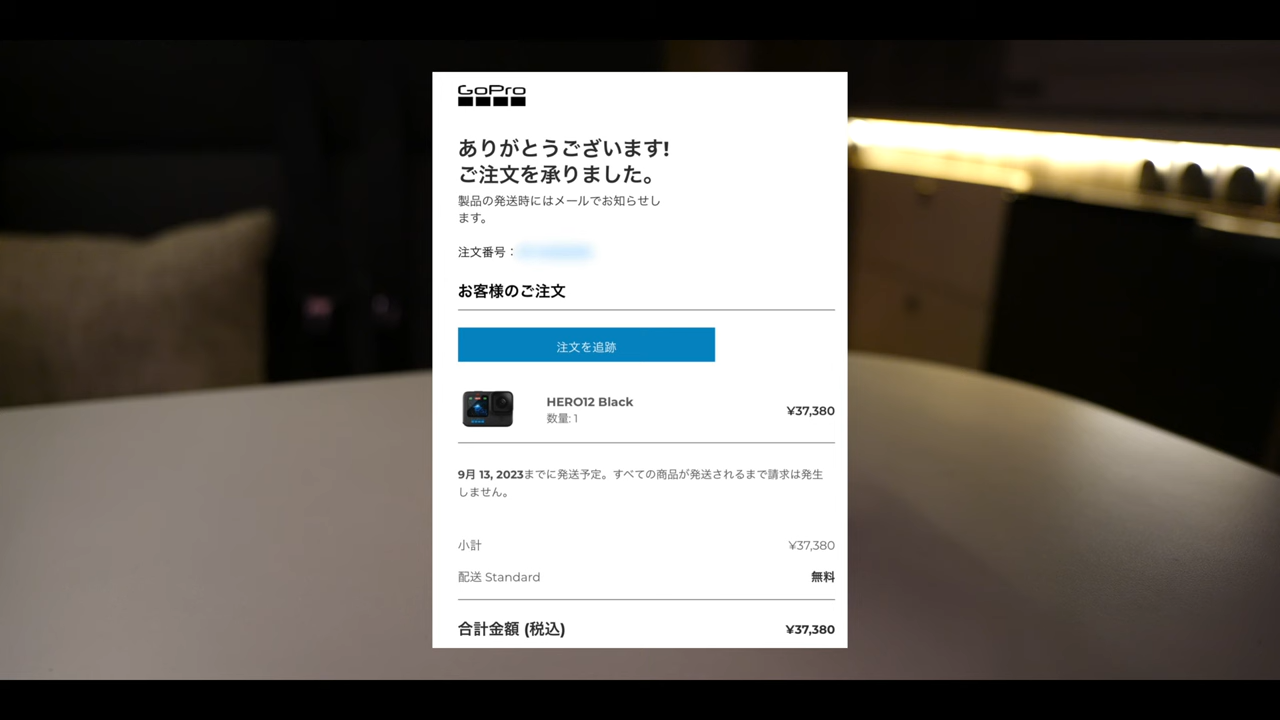 GoPro
ありがとうございます!
ご注文を承りました。
製品の発送時にはメールでお知らせし
ます。
注文番号：
お客様のご注文
注文を追跡
HERO12 Black
数量: 1
¥37,380
9月 13, 2023までに発送予定。すべての商品が発送されるまで請求は発生
しません。
小計 ¥37,380
配送 Standard 無料
合計金額 (税込) ¥37,380